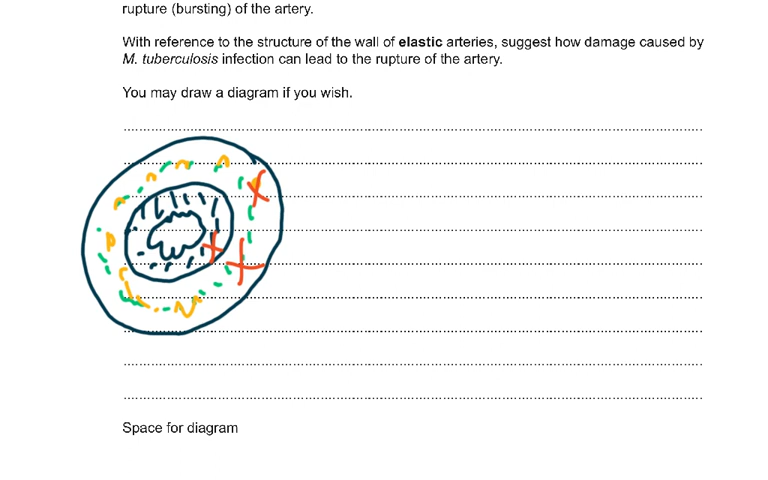 rupture (bursting) of the artery.
With reference to the structure of the wall of elastic arteries, suggest how damage caused by
M. tuberculosis infection can lead to the rupture of the artery.
You may draw a diagram if you wish.
Space for diagram